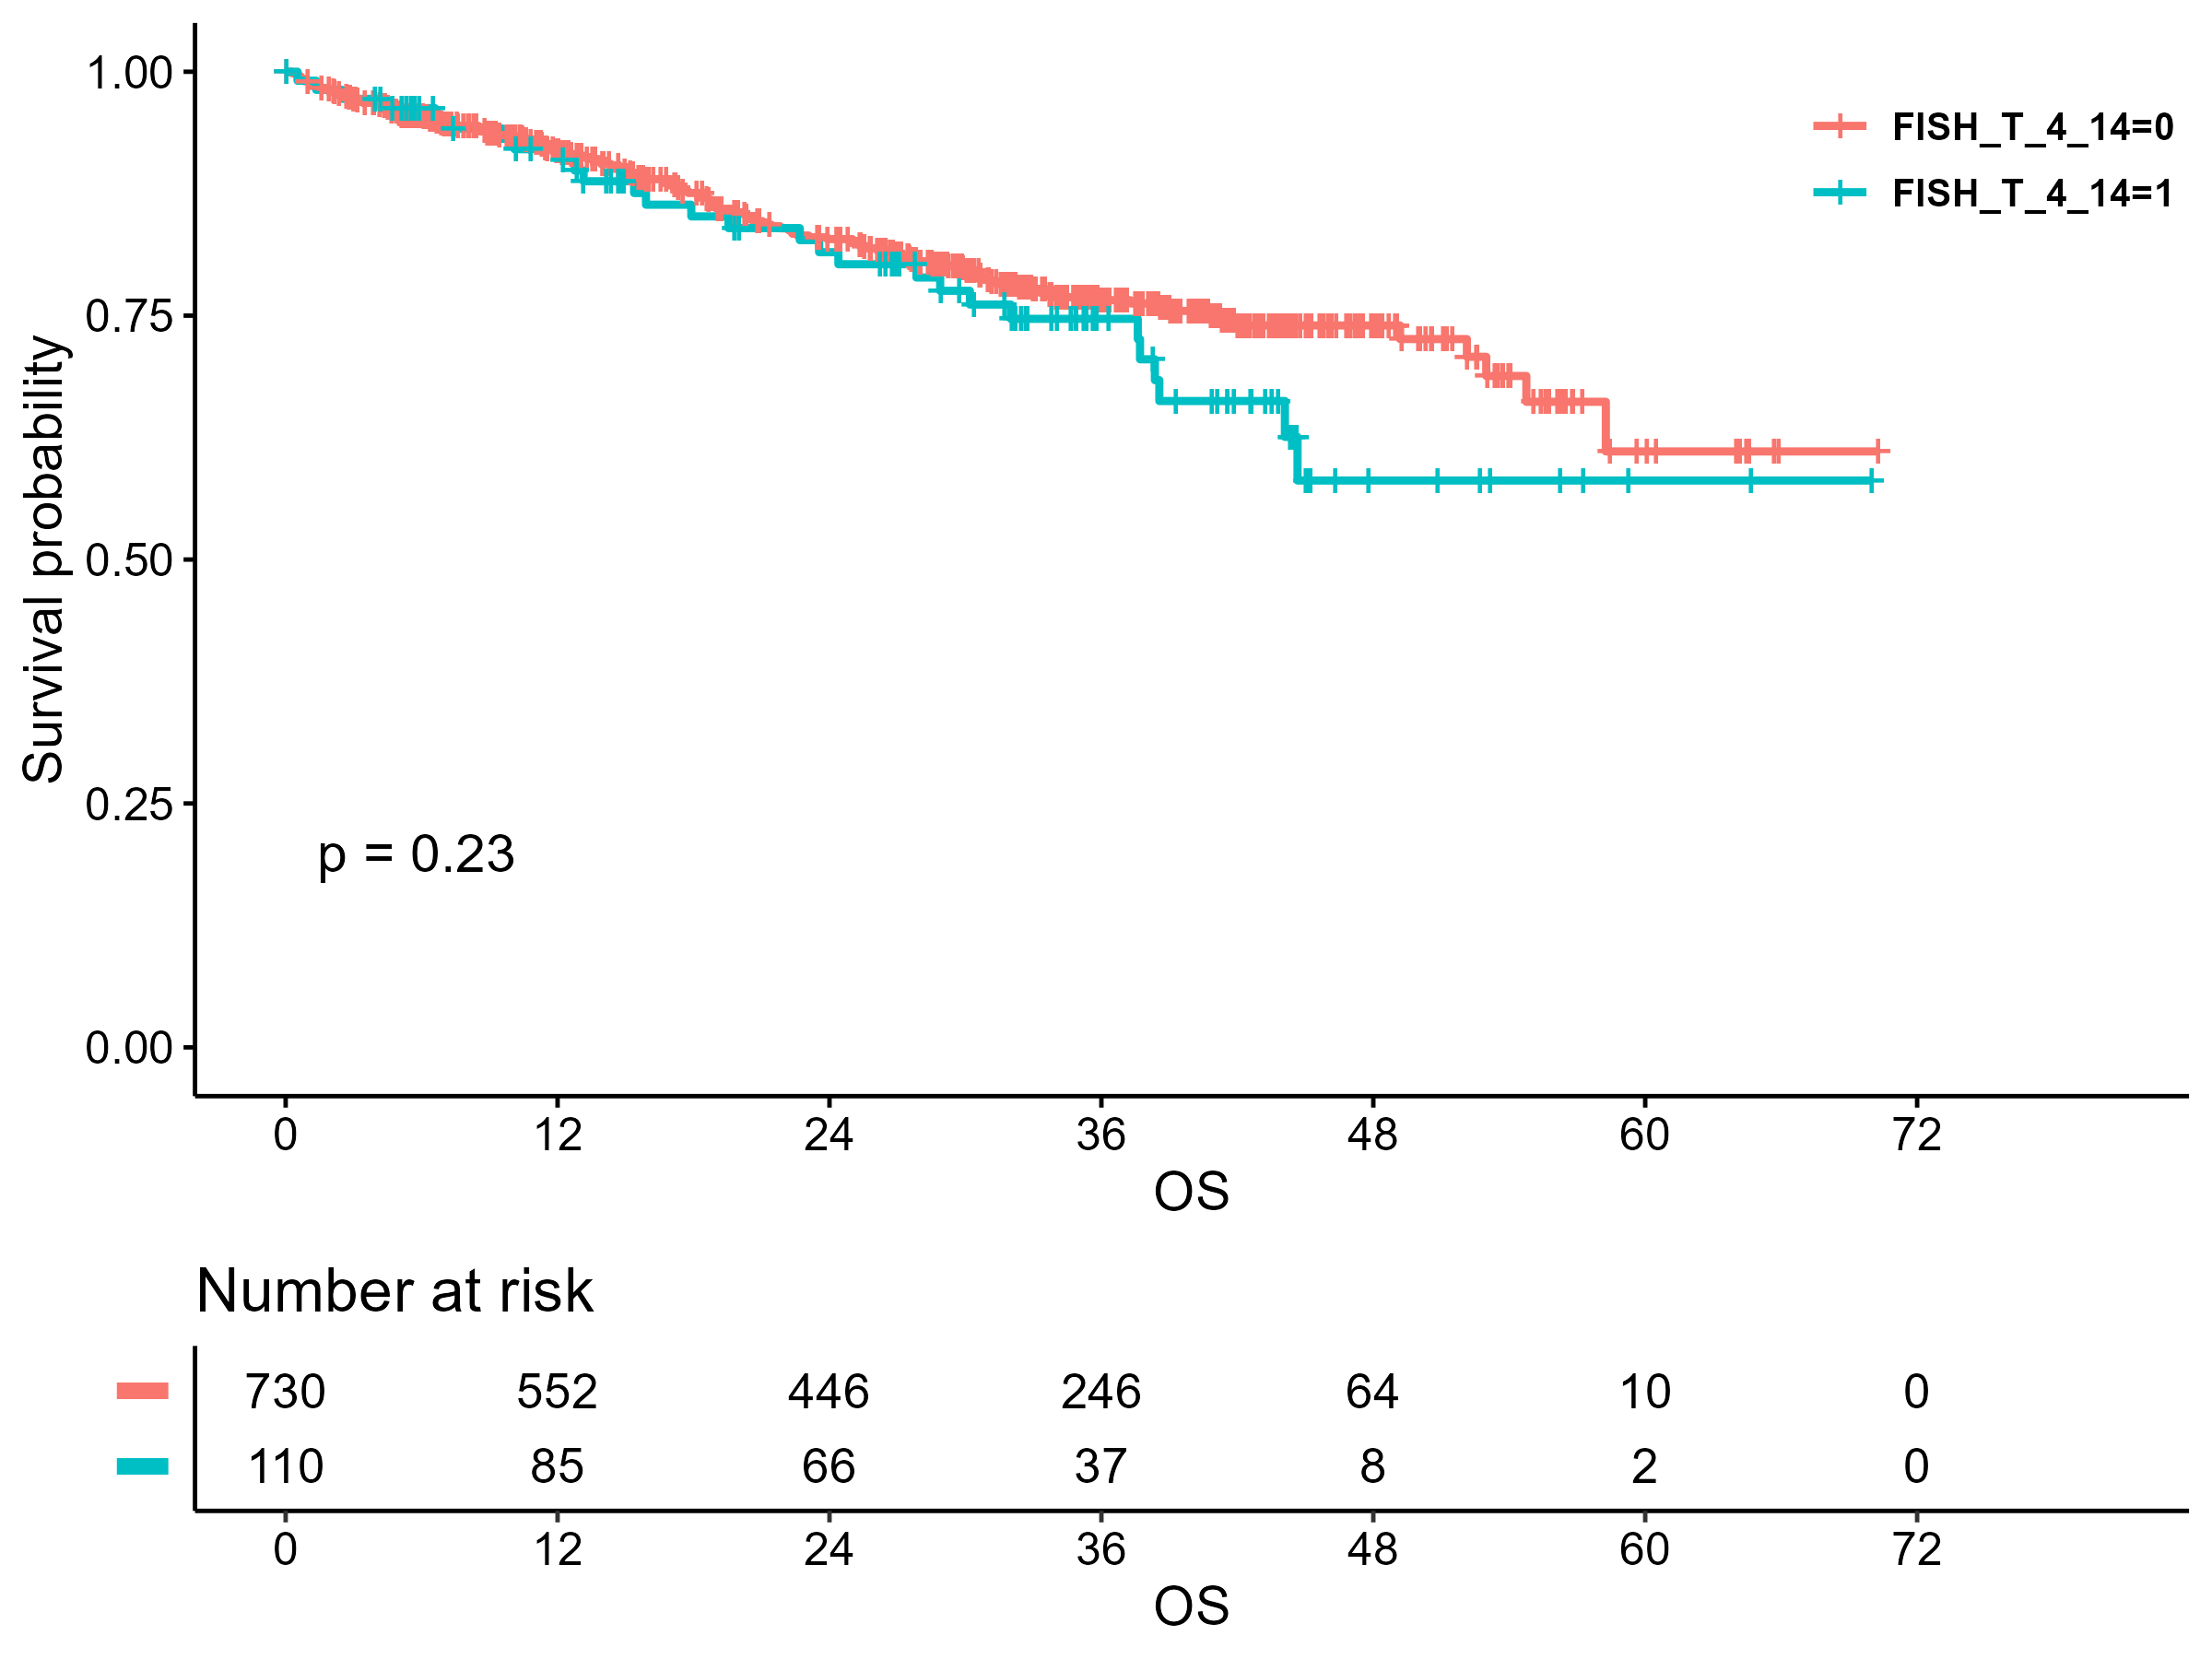 FISH_T_4_14=0
FISH_T_4_14=1
Survival probability
1.00
0.75
0.50
0.25
0.00
p = 0.23
0 12 24 36 48 60 72
OS
Number at risk
730 552 446 246 64 10 0
110 85 66 37 8 2 0
0 12 24 36 48 60 72
OS